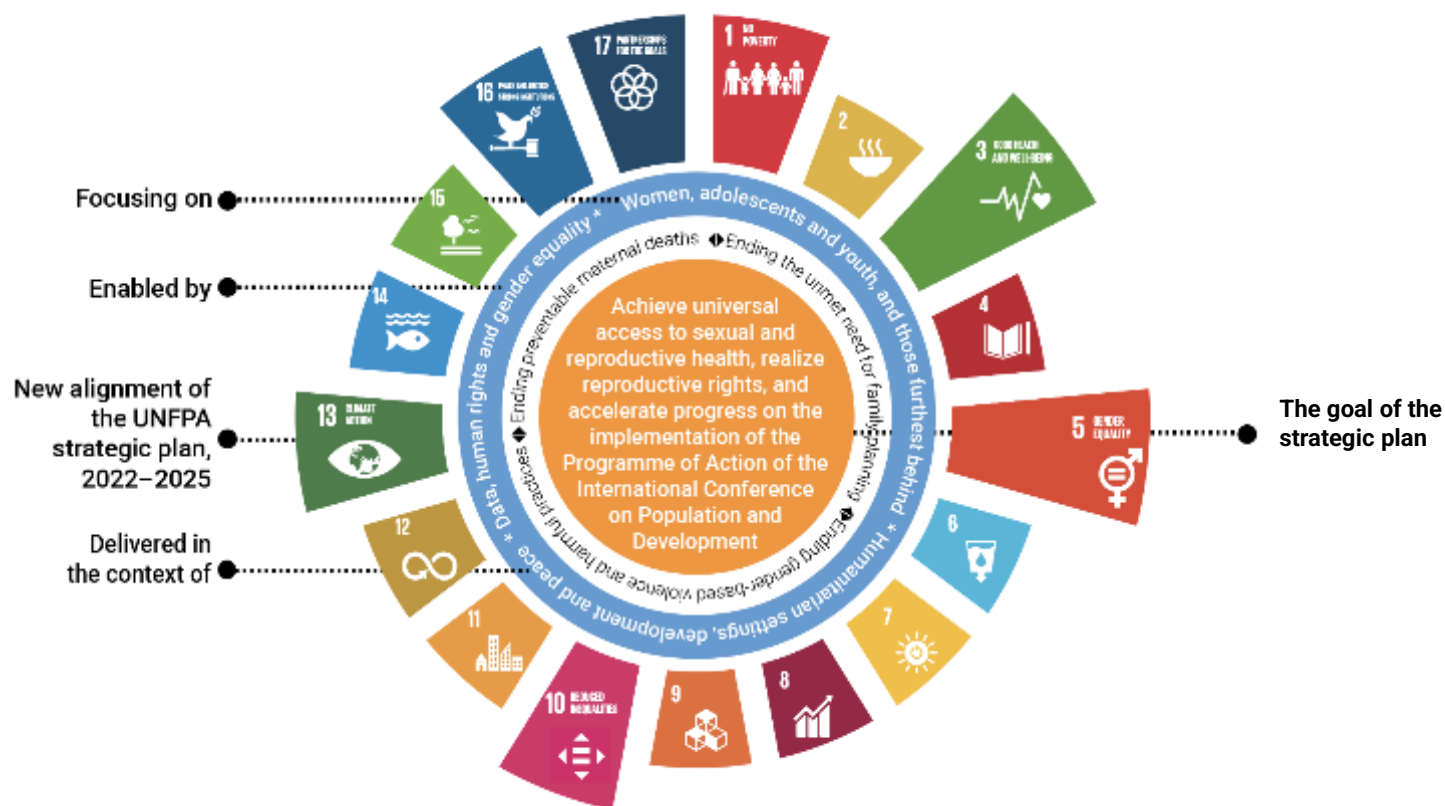 17 PARTNERSHIPS
FOR THE GOALS
1 NO
POVERTY
2
3 GOOD HEALTH
AND WELL-BEING
4
5 GENDER
EQUALITY
6
7
8
9
10 REDUCED
INEQUALITIES
11
12
13 CLIMATE
ACTION
14
15
16 PEACE AND JUSTICE
STRONG INSTITUTIONS
Focusing on
Enabled by
New alignment of
the UNFPA
strategic plan,
2022–2025
Delivered in
the context of
Women, adolescents and youth, and those furthest behind * Humanitarian settings, development and peace * Data, human rights and gender equality *
Ending preventable maternal deaths ◆ Ending the unmet need for family planning ◆ Ending gender-based violence and harmful practices ◆
Achieve universal
access to sexual and
reproductive health, realize
reproductive rights, and
accelerate progress on the
implementation of the
Programme of Action of the
International Conference
on Population and
Development
The goal of the
strategic plan